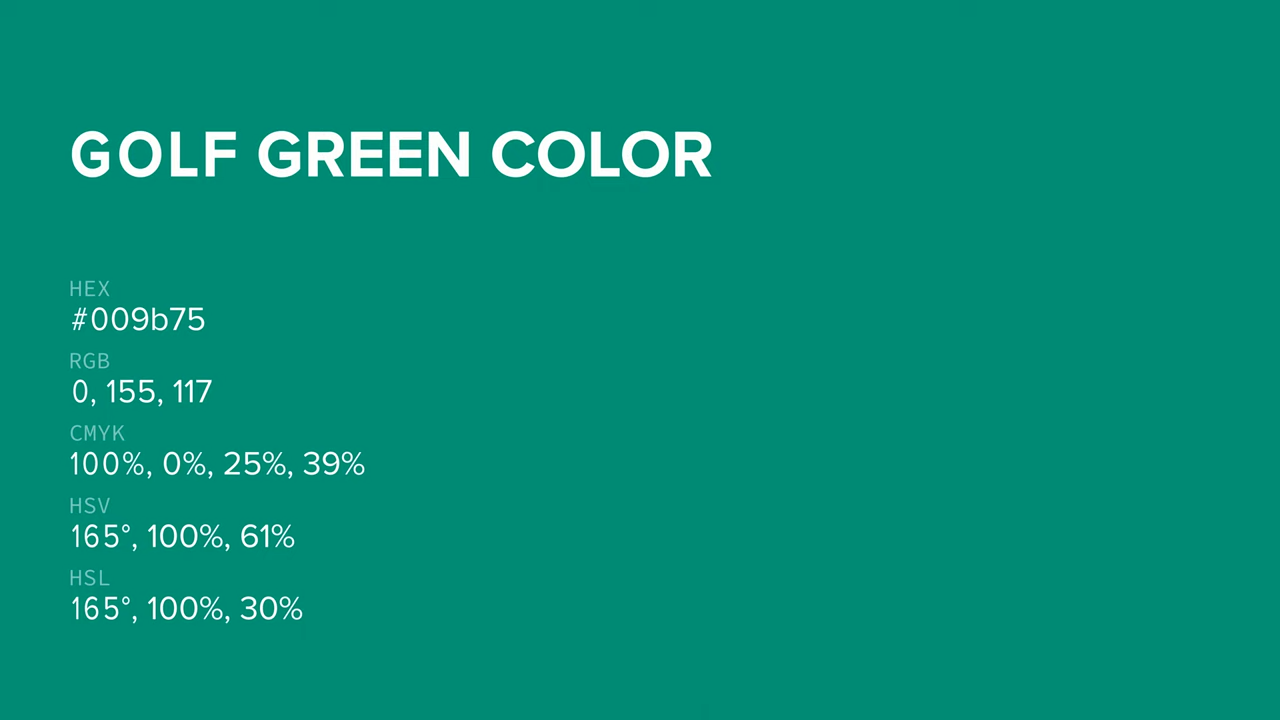 GOLF GREEN COLOR
HEX
#009b75
RGB
0, 155, 117
CMYK
100%, 0%, 25%, 39%
HSV
165°, 100%, 61%
HSL
165°, 100%, 30%